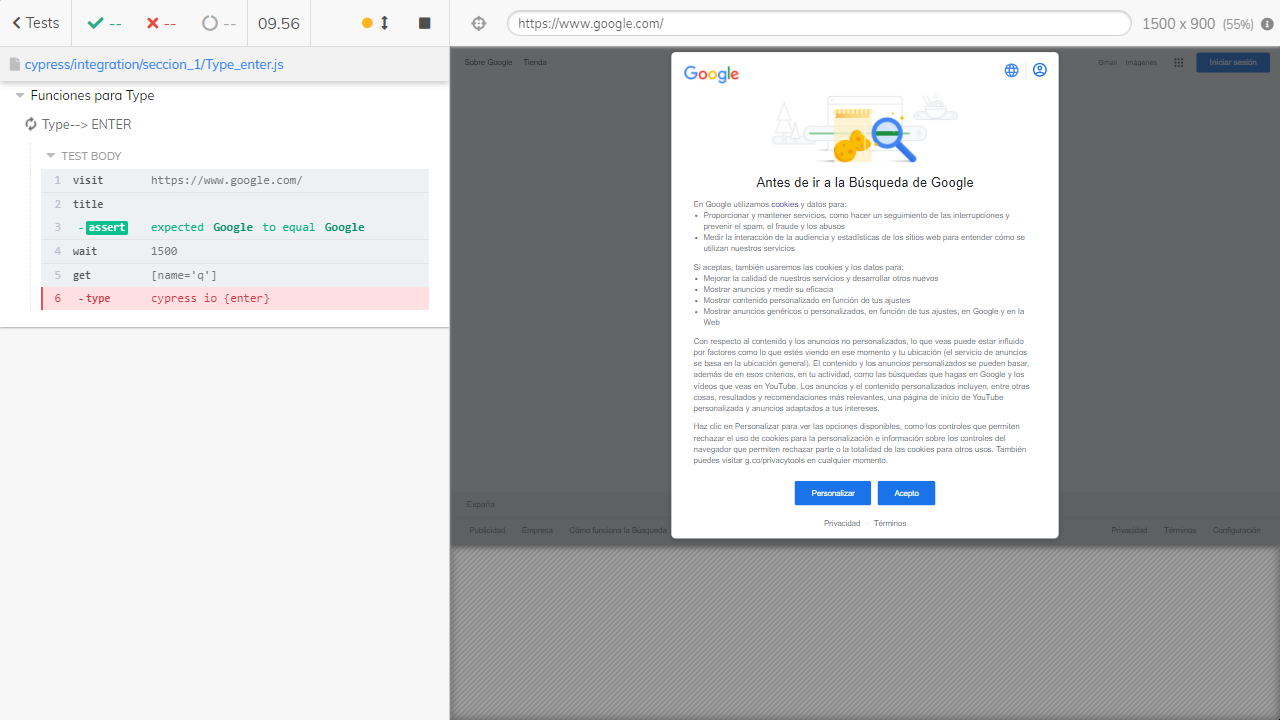 Tests
--
--
--
09.56
https://www.google.com/
1500 x 900 (55%)
cypress/integration/seccion_1/Type_enter.js
Funciones para Type
Type--> ENTER
TEST BODY
1 visit https://www.google.com/
2 title
3 -assert expected Google to equal Google
4 wait 1500
5 get [name='q']
6 -type cypress io {enter}
Sobre Google Tienda
Gmail Imágenes Iniciar sesión
Google
Antes de ir a la Búsqueda de Google
En Google utilizamos cookies y datos para:
• Proporcionar y mantener servicios, como hacer un seguimiento de las interrupciones y
prevenir el spam, el fraude y los abusos
• Medir la interacción de la audiencia y estadísticas de los sitios web para entender cómo se
utilizan nuestros servicios
Si aceptas, también usaremos las cookies y los datos para:
• Mejorar la calidad de nuestros servicios y desarrollar otros nuevos
• Mostrar anuncios y medir su eficacia
• Mostrar contenido personalizado en función de tus ajustes
• Mostrar anuncios genéricos o personalizados, en función de tus ajustes, en Google y en la
Web
Con respecto al contenido y los anuncios no personalizados, lo que veas puede estar influido
por factores como lo que estés viendo en ese momento y tu ubicación (el servicio de anuncios
se basa en la ubicación general). El contenido y los anuncios personalizados se pueden basar,
además de en esos criterios, en tu actividad, como las búsquedas que hagas en Google y los
vídeos que veas en YouTube. Los anuncios y el contenido personalizados incluyen, entre otras
cosas, resultados y recomendaciones más relevantes, una página de inicio de YouTube
personalizada y anuncios adaptados a tus intereses.
Haz clic en Personalizar para ver las opciones disponibles, como los controles que permiten
rechazar el uso de cookies para la personalización e información sobre los controles del
navegador que permiten rechazar parte o la totalidad de las cookies para otros usos. También
puedes visitar g.co/privacytools en cualquier momento.
Personalizar Acepto
Privacidad · Términos
España
Publicidad Empresa Cómo funciona la Búsqueda
Privacidad Términos Configuración